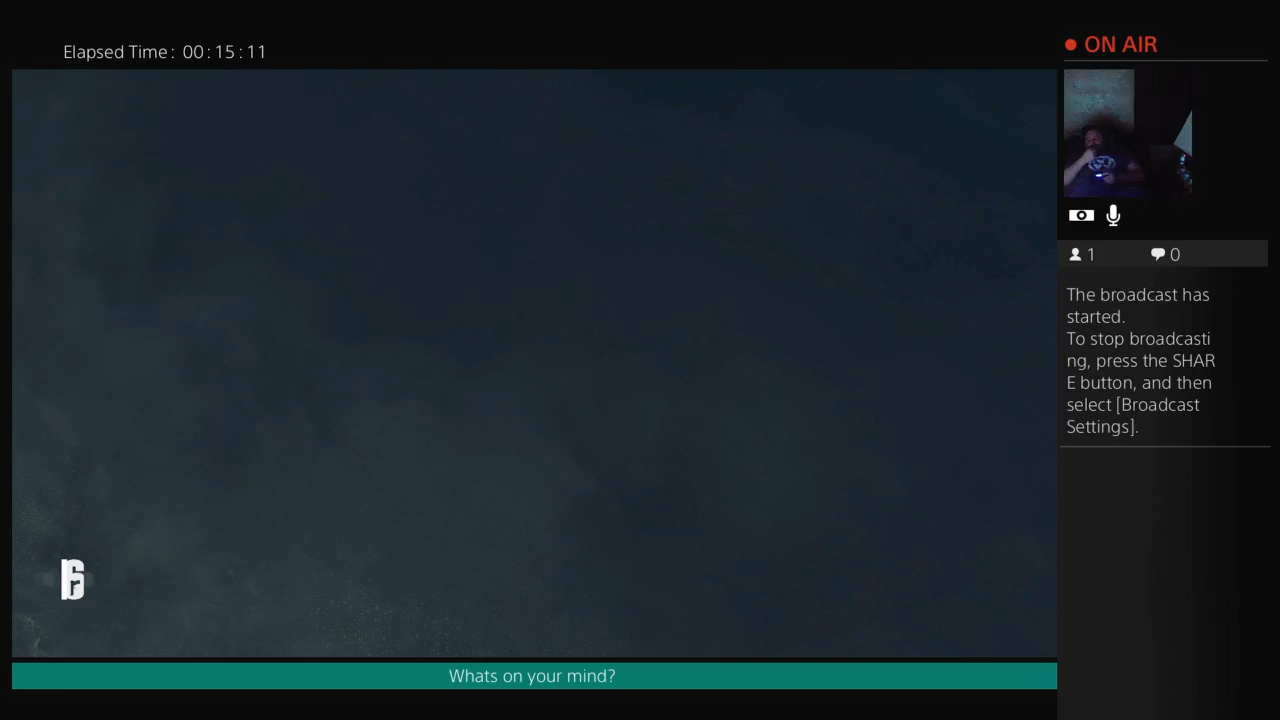 Elapsed Time: 00:15:11
ON AIR
1
0
The broadcast has
started.
To stop broadcasti
ng, press the SHAR
E button, and then
select [Broadcast
Settings].
Whats on your mind?